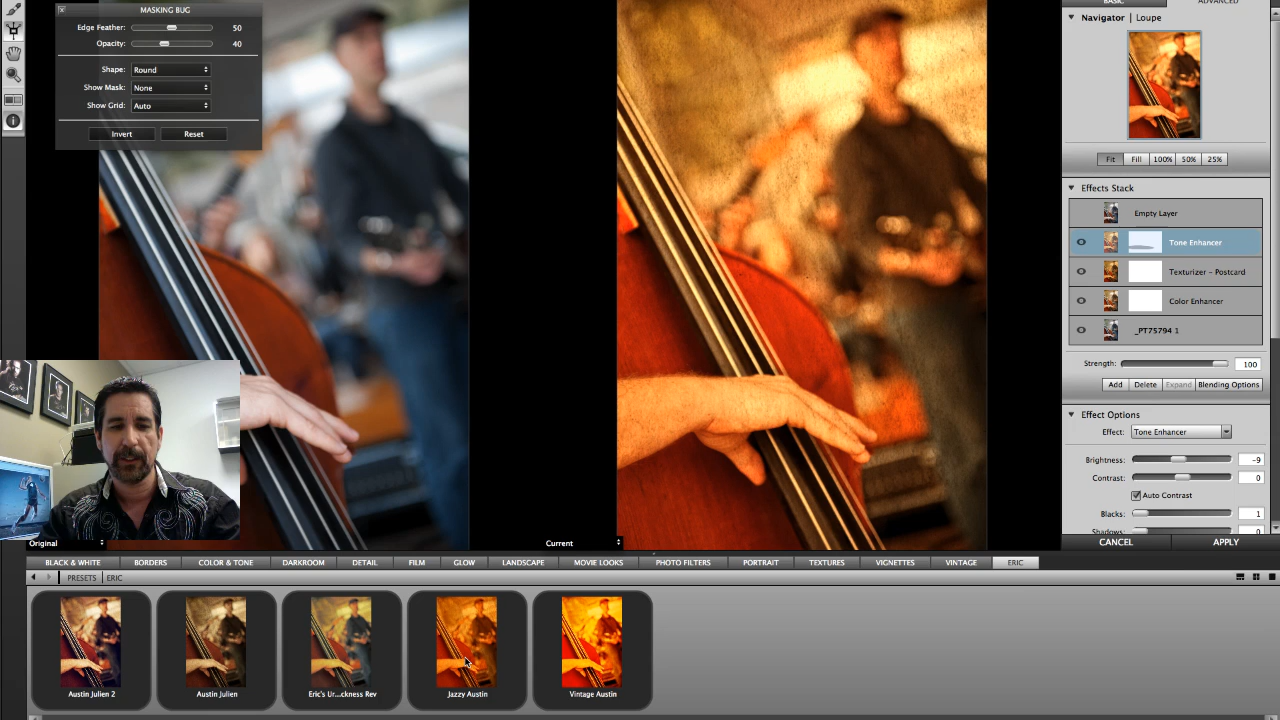 MASKING BUG
Edge Feather: 50
Opacity: 40
Shape: Round
Show Mask: None
Show Grid: Auto
Invert Reset
Original
Current
BASIC ADVANCED
Navigator | Loupe
Fit Fill 100% 50% 25%
Effects Stack
Empty Layer
Tone Enhancer
Texturizer - Postcard
Color Enhancer
_PT75794 1
Strength: 100
Add Delete Expand Blending Options
Effect Options
Effect: Tone Enhancer
Brightness: -9
Contrast: 0
Auto Contrast
Blacks: 1
Shadows: 0
CANCEL APPLY
BLACK & WHITE BORDERS COLOR & TONE DARKROOM DETAIL FILM GLOW LANDSCAPE MOVIE LOOKS PHOTO FILTERS PORTRAIT TEXTURES VIGNETTES VINTAGE ERIC
PRESETS ERIC
Austin Julien 2 Austin Julien Eric's Ur...ckness Rev Jazzy Austin Vintage Austin